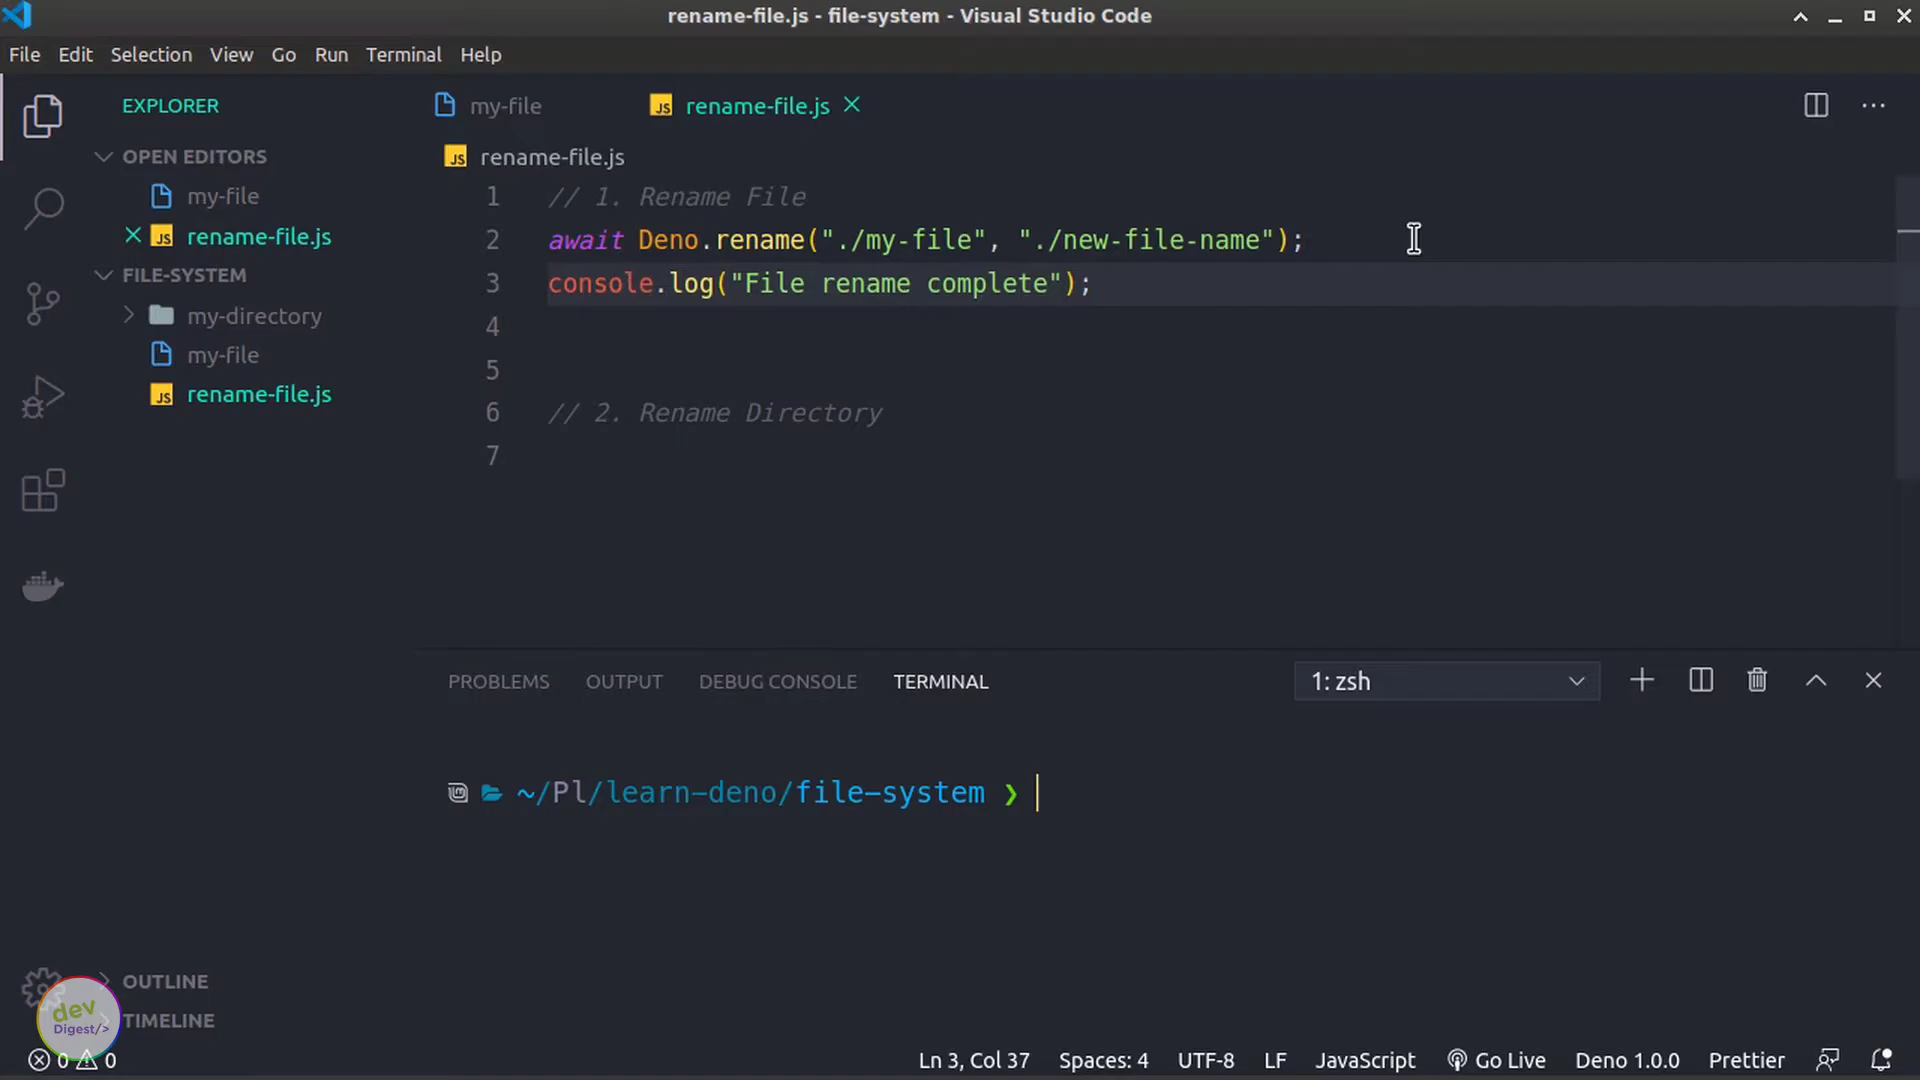 rename-file.js - file-system - Visual Studio Code
File Edit Selection View Go Run Terminal Help
EXPLORER
OPEN EDITORS
my-file
rename-file.js
FILE-SYSTEM
my-directory
my-file
rename-file.js
OUTLINE
TIMELINE
my-file
rename-file.js
rename-file.js
1 // 1. Rename File
2 await Deno.rename("./my-file", "./new-file-name");
3 console.log("File rename complete");
4
5
6 // 2. Rename Directory
7
PROBLEMS OUTPUT DEBUG CONSOLE TERMINAL 1: zsh
~/Pl/learn-deno/file-system ❯
dev
Digest/>
0 0 Ln 3, Col 37 Spaces: 4 UTF-8 LF JavaScript Go Live Deno 1.0.0 Prettier